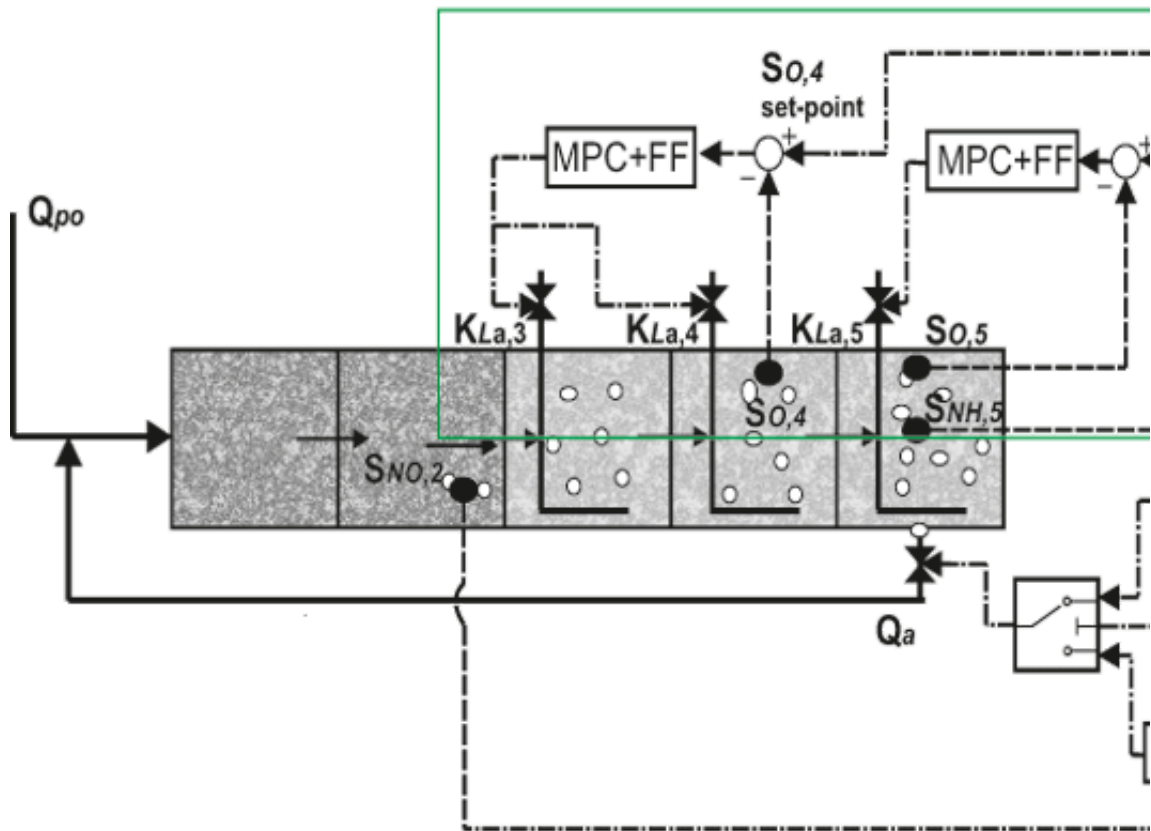 SO,4
set-point
MPC+FF
+
−
MPC+FF
+
−
Qpo
KLa,3
KLa,4
KLa,5
SO,5
SO,4
SNH,5
SNO,2
Qa